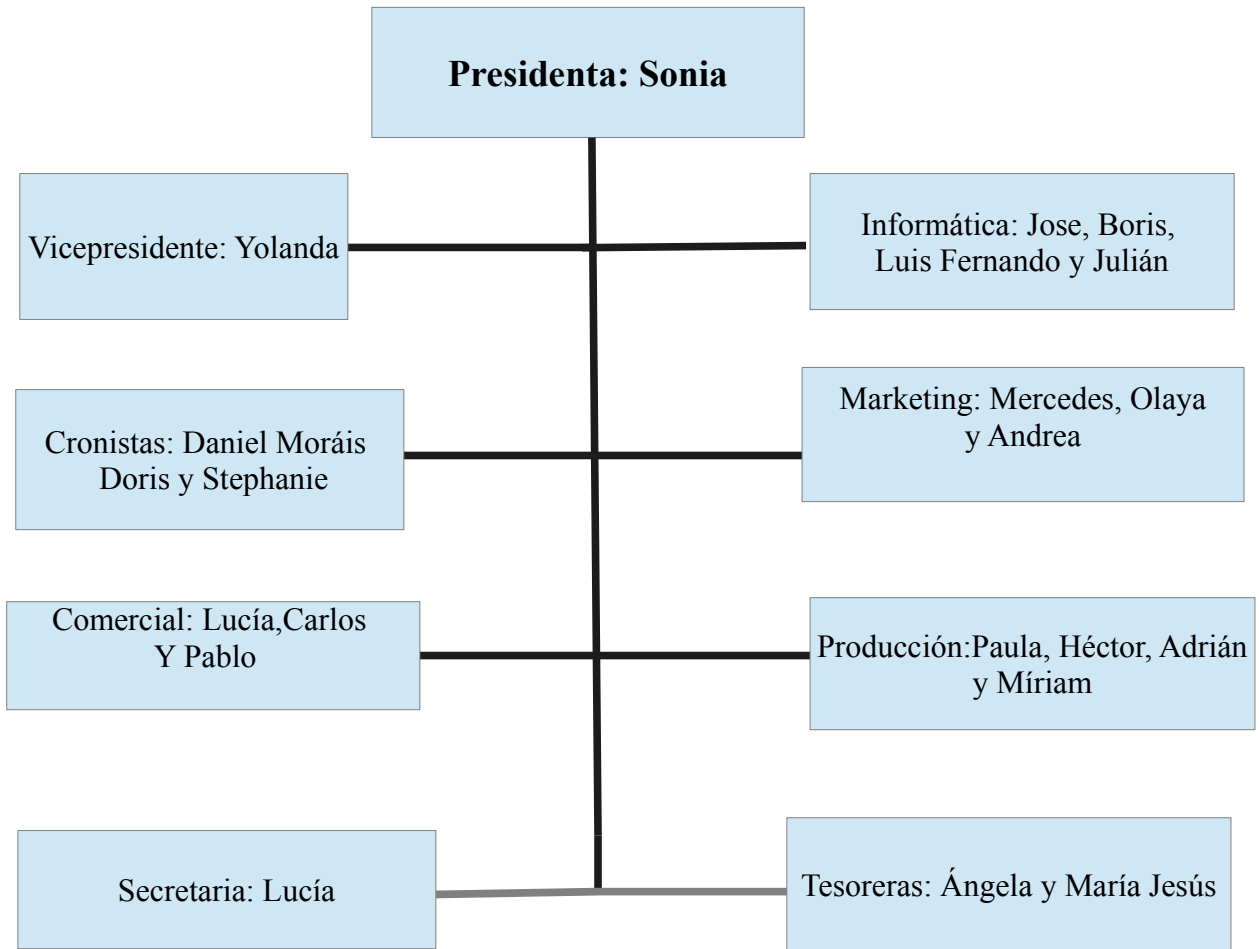 Presidenta: Sonia
Vicepresidente: Yolanda
Informática: Jose, Boris,
Luis Fernando y Julián
Cronistas: Daniel Moráis
Doris y Stephanie
Marketing: Mercedes, Olaya
y Andrea
Comercial: Lucía,Carlos
Y Pablo
Producción:Paula, Héctor, Adrián
y Míriam
Secretaria: Lucía
Tesoreras: Ángela y María Jesús